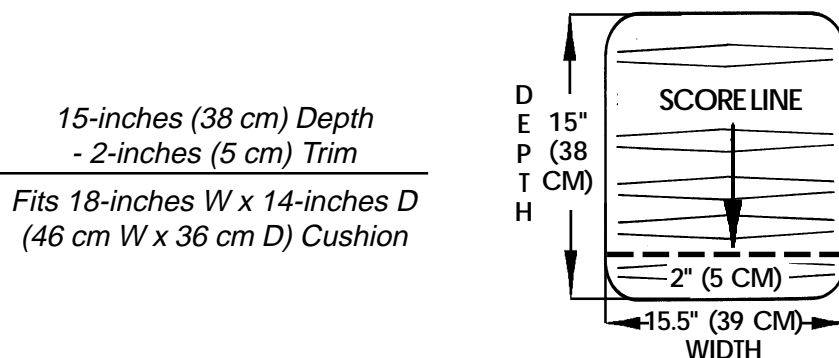 15-inches (38 cm) Depth
- 2-inches (5 cm) Trim
Fits 18-inches W x 14-inches D
(46 cm W x 36 cm D) Cushion
DEPTH
15"
(38
CM)
SCORE LINE
2" (5 CM)
15.5" (39 CM)
WIDTH